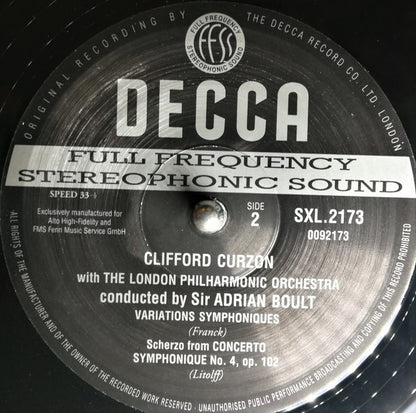 ORIGINAL RECORDING BY
THE DECCA RECORD CO. LTD. LONDON
FULL FREQUENCY
ffss
STEREOPHONIC SOUND
DECCA
FULL FREQUENCY
STEREOPHONIC SOUND
SPEED 33⅓
Exclusively manufactured for
Alto High-Fidelity and
FMS Fenn Music Service GmbH
SIDE
2
SXL.2173
0092173
CLIFFORD CURZON
with THE LONDON PHILHARMONIC ORCHESTRA
conducted by Sir ADRIAN BOULT
VARIATIONS SYMPHONIQUES
(Franck)
Scherzo from CONCERTO
SYMPHONIQUE No. 4, op. 102
(Litolff)
ALL RIGHTS OF THE MANUFACTURER AND OF THE OWNER OF THE RECORDED WORK RESERVED · UNAUTHORISED PUBLIC PERFORMANCE BROADCASTING AND COPYING OF THIS RECORD PROHIBITED